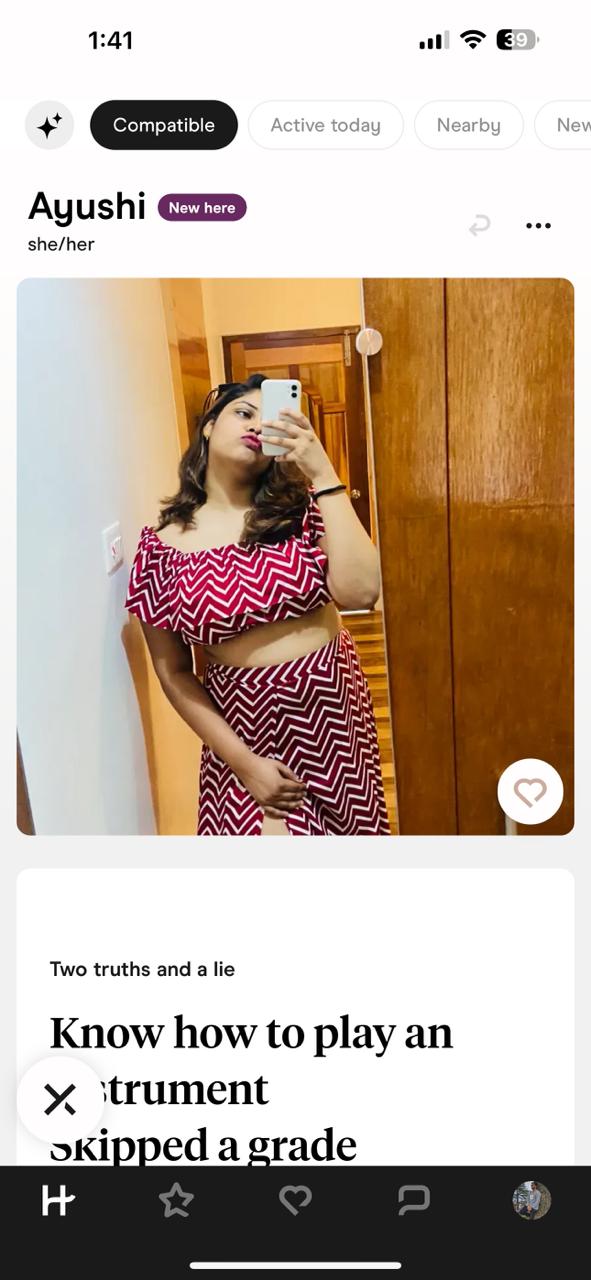 1:41
39
Compatible
Active today
Nearby
New
Ayushi
New here
she/her
Two truths and a lie
Know how to play an
strument
Skipped a grade